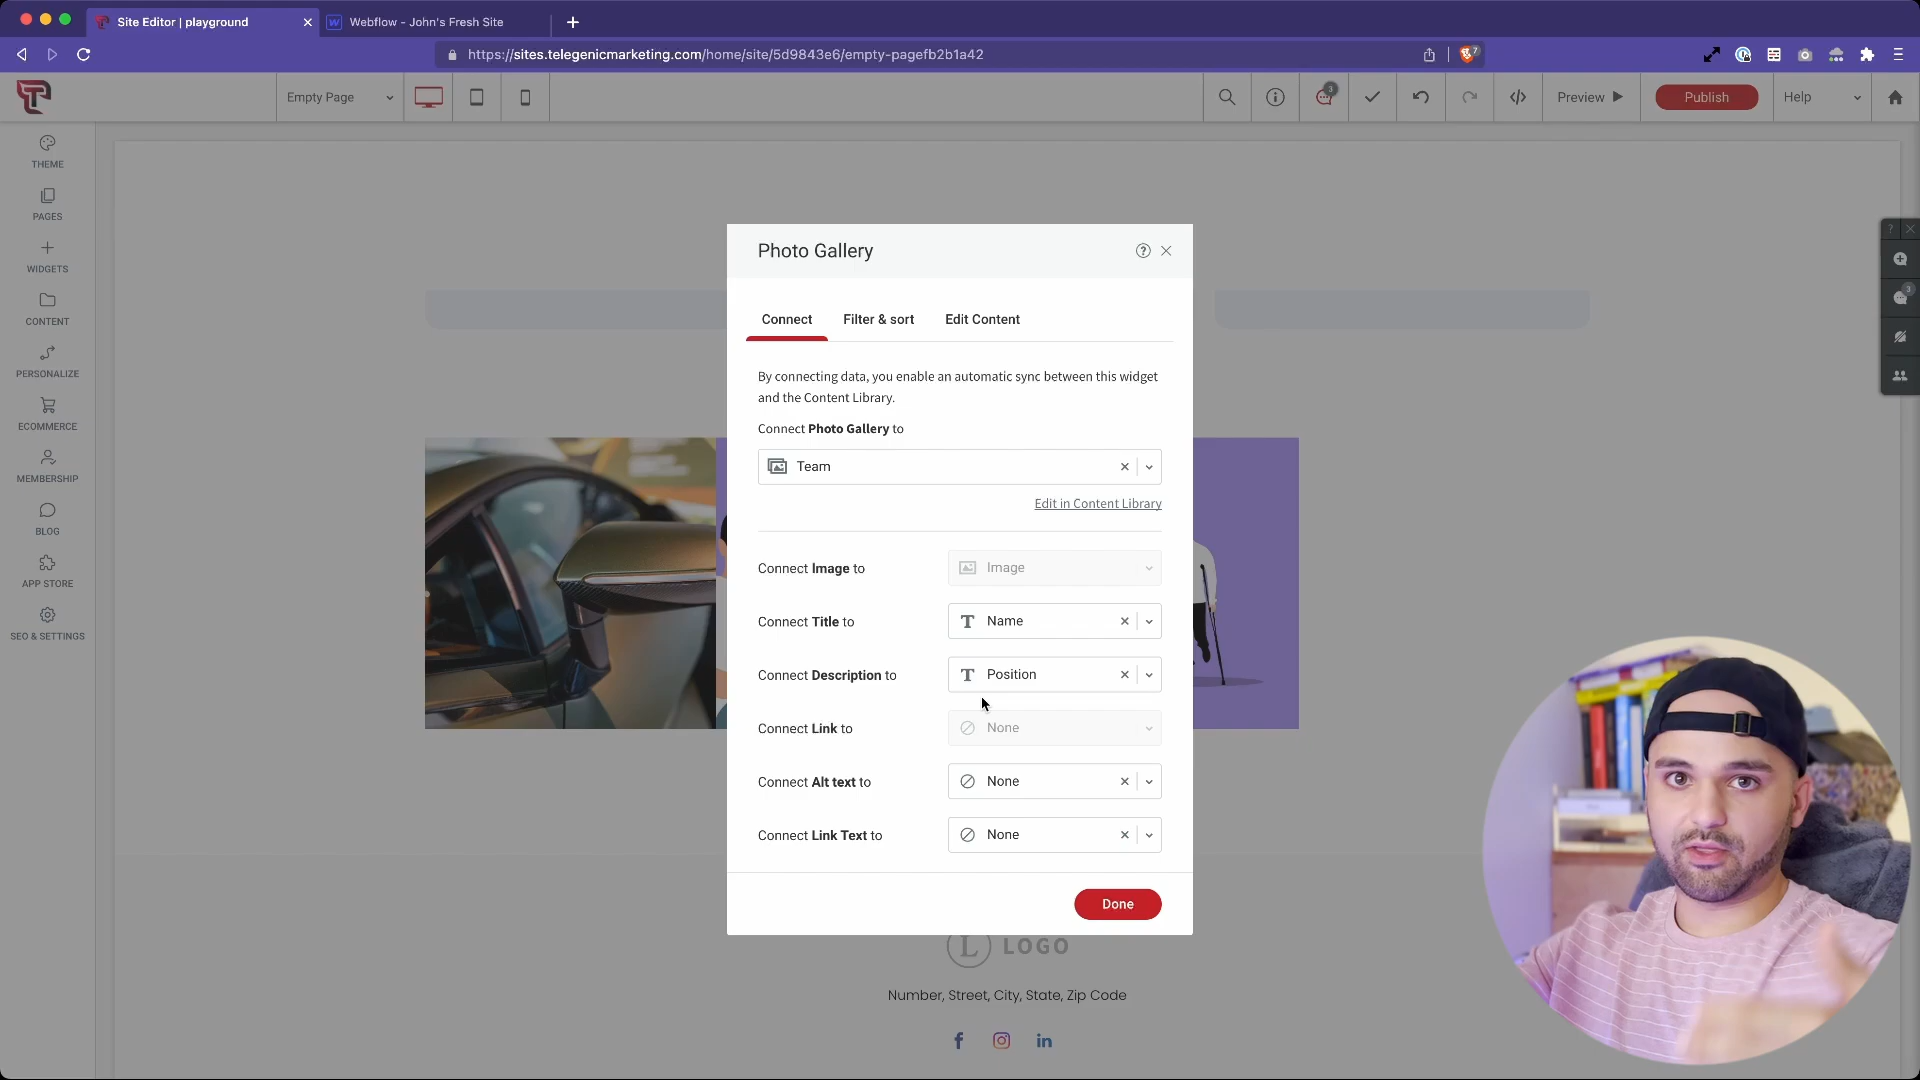 Site Editor | playground
Webflow - John's Fresh Site
https://sites.telegenicmarketing.com/home/site/5d9843e6/empty-pagefb2b1a42
7
Empty Page
3
Preview
Publish
Help
THEME
PAGES
WIDGETS
CONTENT
PERSONALIZE
ECCOMMERCE
MEMBERSHIP
BLOG
APP STORE
SEO & SETTINGS
3
Photo Gallery
Connect
Filter & sort
Edit Content
By connecting data, you enable an automatic sync between this widget
and the Content Library.
Connect Photo Gallery to
Team
Edit in Content Library
Connect Image to
Image
Connect Title to
Name
Connect Description to
Position
Connect Link to
None
Connect Alt text to
None
Connect Link Text to
None
Done
L LOGO
Number, Street, City, State, Zip Code